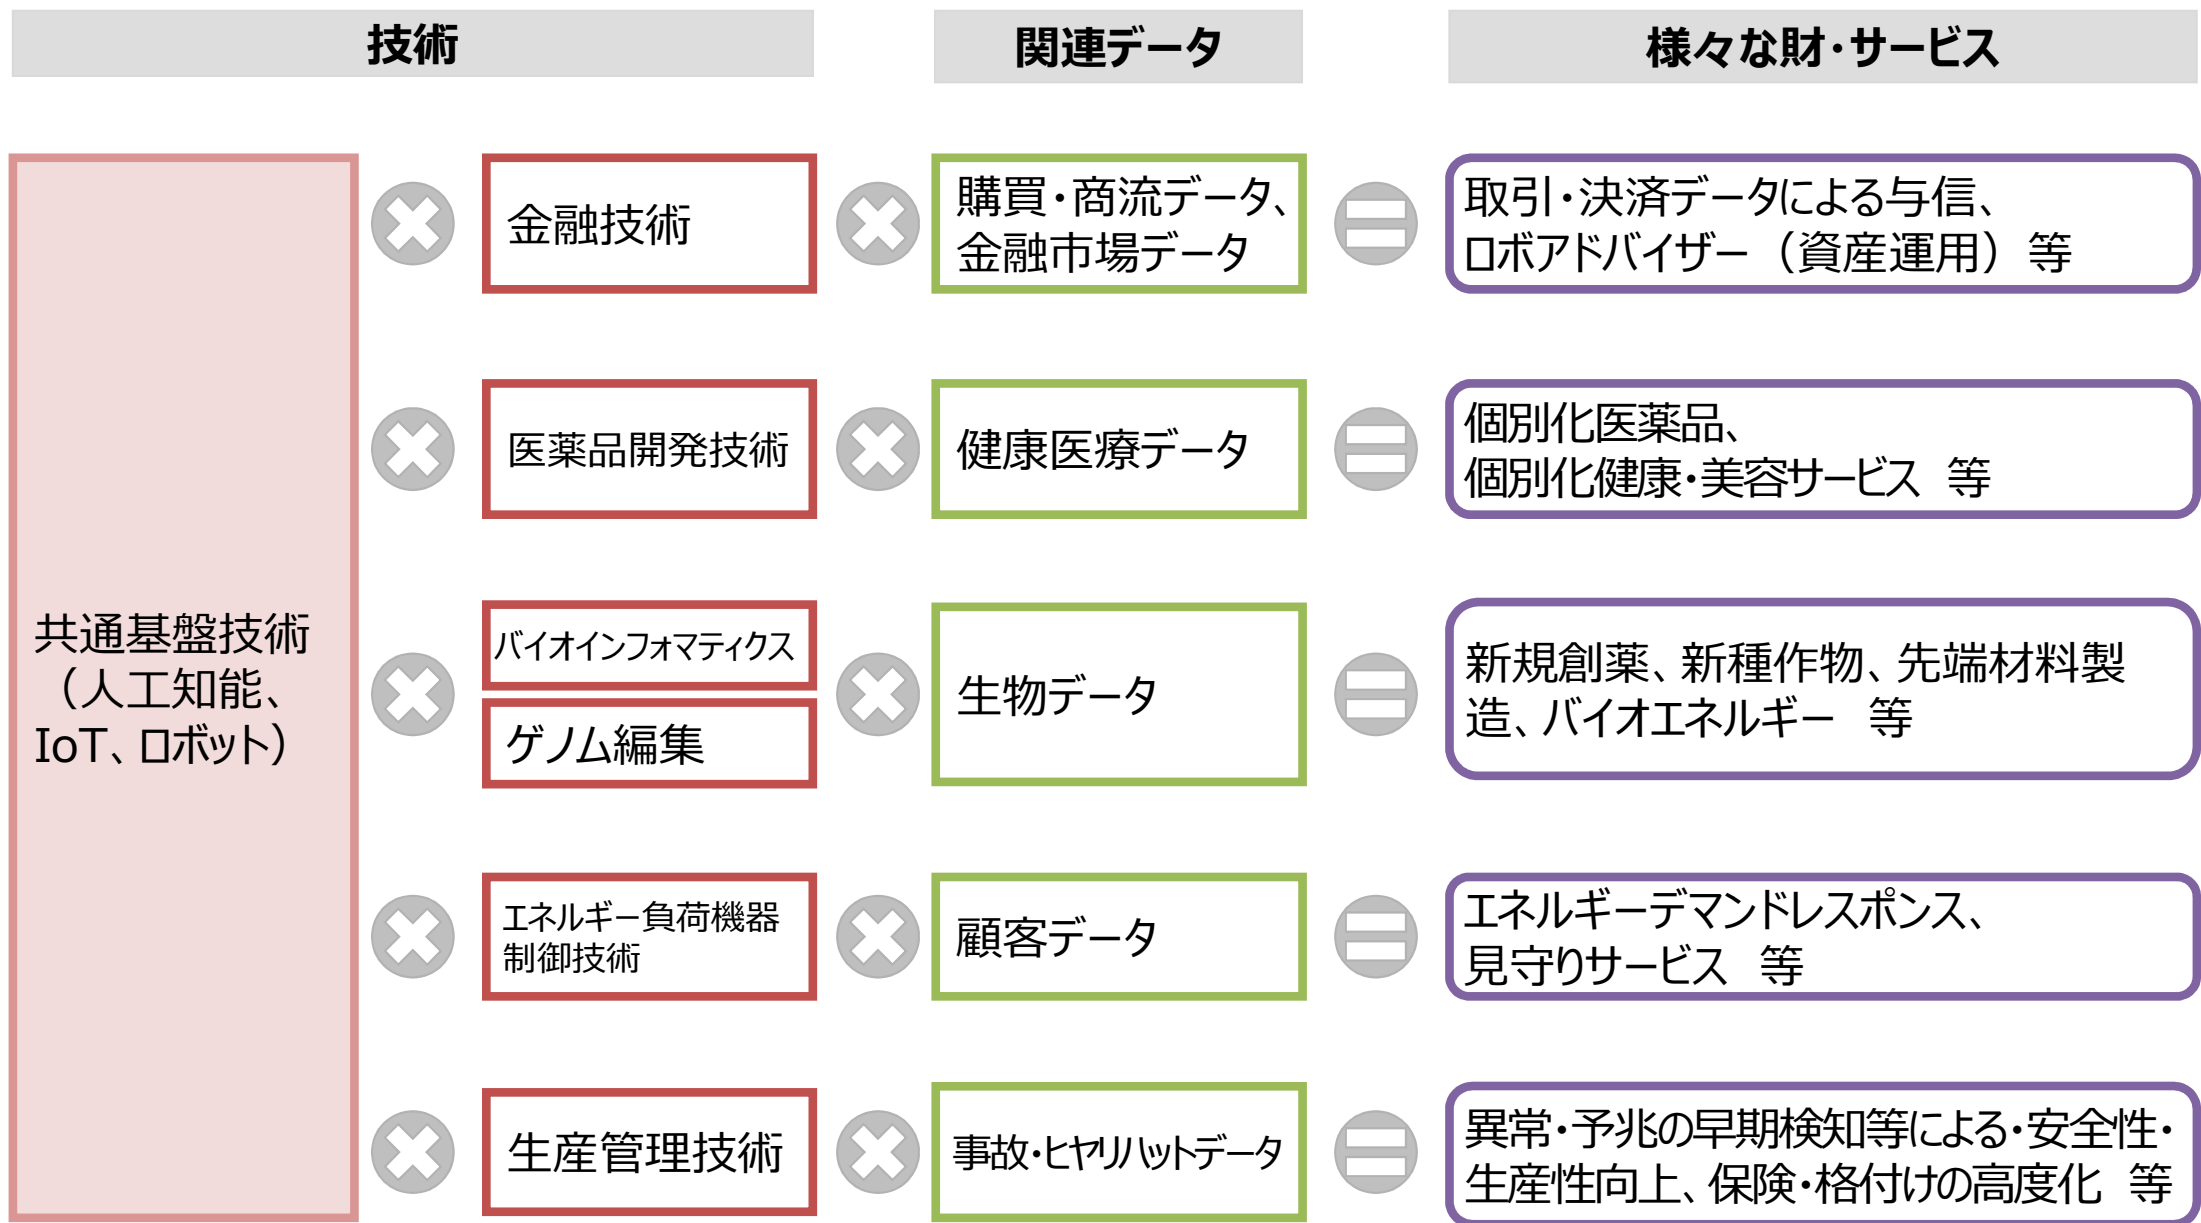 技術
関連データ
様々な財・サービス
共通基盤技術
（人工知能、
IoT、ロボット）
金融技術
購買・商流データ、
金融市場データ
取引・決済データによる与信、
ロボアドバイザー（資産運用）等
医薬品開発技術
健康医療データ
個別化医薬品、
個別化健康・美容サービス　等
バイオインフォマティクス
ゲノム編集
生物データ
新規創薬、新種作物、先端材料製
造、バイオエネルギー　等
エネルギー負荷機器
制御技術
顧客データ
エネルギーデマンドレスポンス、
見守りサービス　等
生産管理技術
事故・ヒヤリハットデータ
異常・予兆の早期検知等による・安全性・
生産性向上、保険・格付けの高度化　等